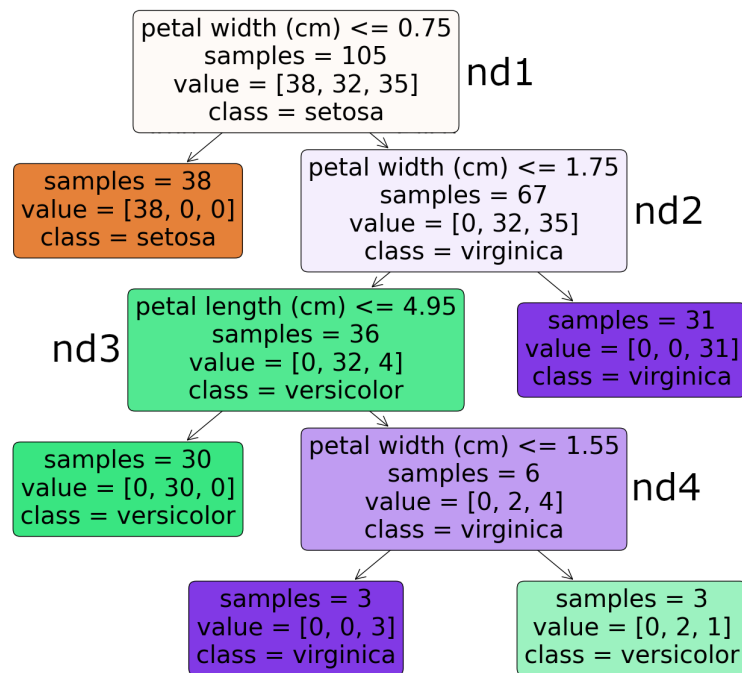 petal width (cm) <= 0.75
samples = 105
value = [38, 32, 35]
class = setosa
nd1
samples = 38
value = [38, 0, 0]
class = setosa
petal width (cm) <= 1.75
samples = 67
value = [0, 32, 35]
class = virginica
nd2
nd3
petal length (cm) <= 4.95
samples = 36
value = [0, 32, 4]
class = versicolor
samples = 31
value = [0, 0, 31]
class = virginica
samples = 30
value = [0, 30, 0]
class = versicolor
petal width (cm) <= 1.55
samples = 6
value = [0, 2, 4]
class = virginica
nd4
samples = 3
value = [0, 0, 3]
class = virginica
samples = 3
value = [0, 2, 1]
class = versicolor